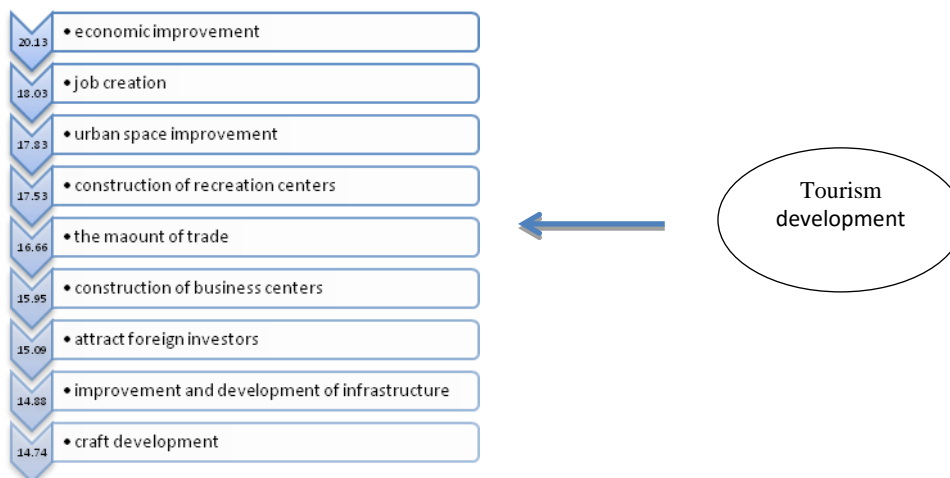 20.13
• economic improvement
18.03
• job creation
17.83
• urban space improvement
17.53
• construction of recreation centers
16.66
• the maount of trade
15.95
• construction of business centers
15.09
• attract foreign investors
14.88
• improvement and development of infrastructure
14.74
• craft development
Tourism
development